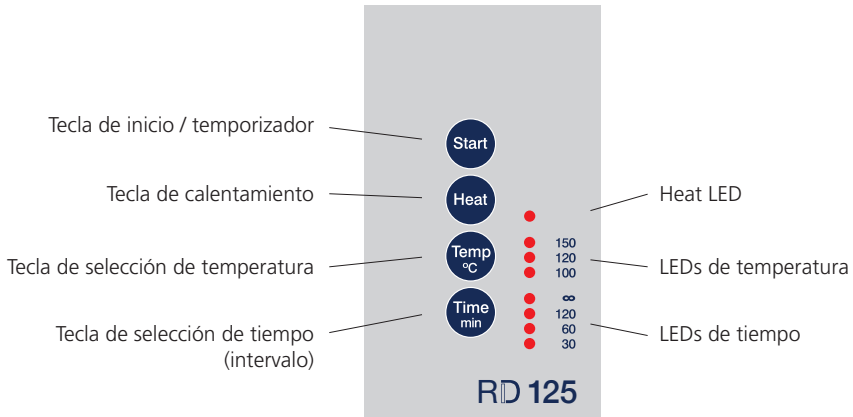 Tecla de inicio / temporizador
Start
Tecla de calentamiento
Heat
Heat LED
Tecla de selección de temperatura
Temp
ºC
150
120
100
LEDs de temperatura
Tecla de selección de tiempo
(intervalo)
Time
min
∞
120
60
30
LEDs de tiempo
RD 125